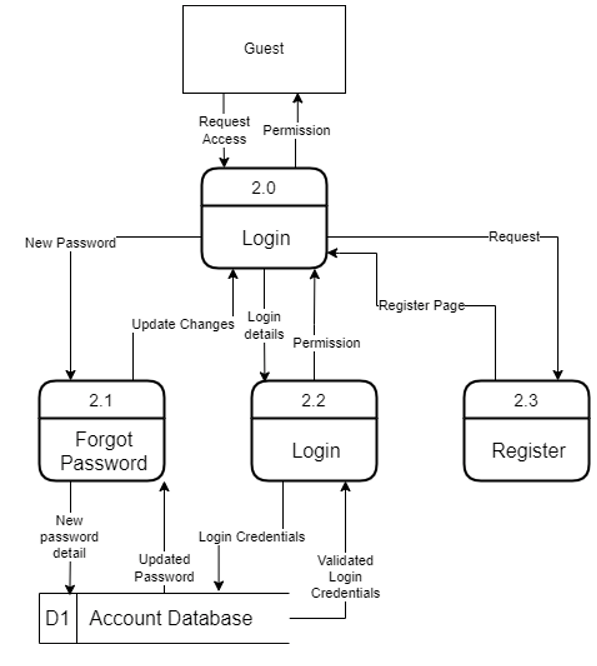 Guest
Request
Access
Permission
2.0
Login
New Password
Request
Register Page
Update Changes
Login
details
Permission
2.1
Forgot
Password
2.2
Login
2.3
Register
New
password
detail
Updated
Password
Login Credentials
Validated
Login
Credentials
D1
Account Database